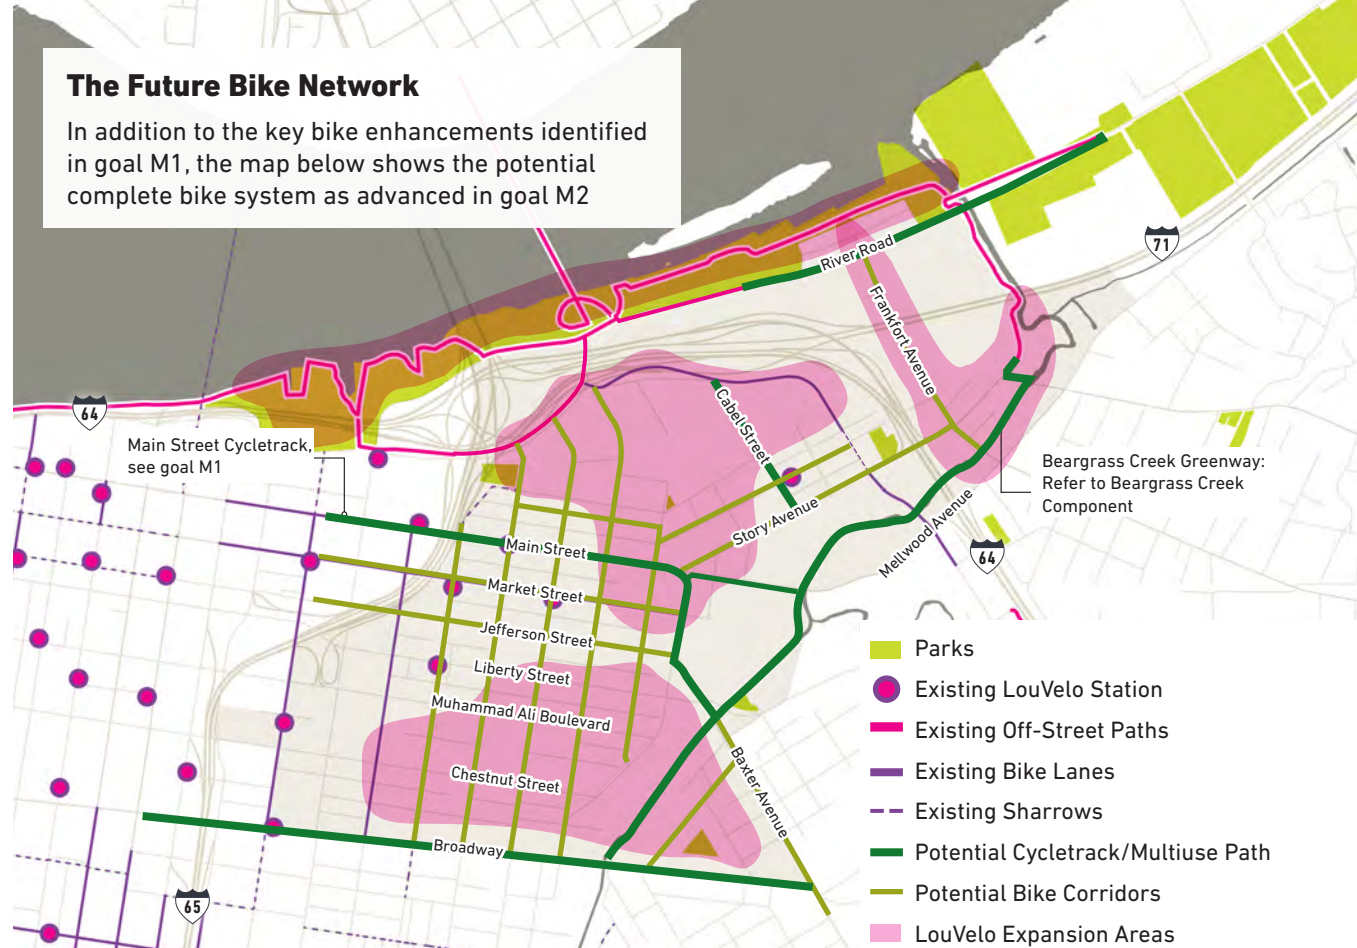 The Future Bike Network
In addition to the key bike enhancements identified
in goal M1, the map below shows the potential
complete bike system as advanced in goal M2
71
River Road
Frankfort Avenue
64
Main Street Cycletrack,
see goal M1
Cabel Street
Beargrass Creek Greenway:
Refer to Beargrass Creek
Component
Story Avenue
Mellwood Avenue
64
Main Street
Market Street
Jefferson Street
Liberty Street
Muhammad Ali Boulevard
Chestnut Street
Baxter Avenue
Broadway
65
Parks
Existing LouVelo Station
Existing Off-Street Paths
Existing Bike Lanes
Existing Sharrows
Potential Cycletrack/Multiuse Path
Potential Bike Corridors
LouVelo Expansion Areas